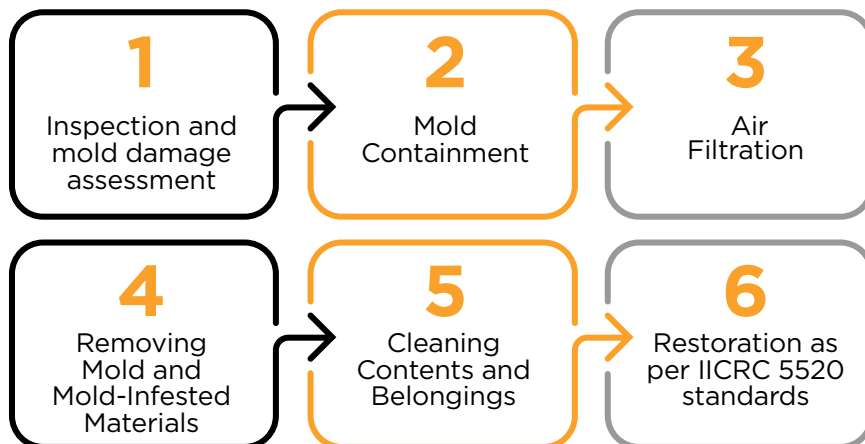 1
Inspection and
mold damage
assessment
2
Mold
Containment
3
Air
Filtration
4
Removing
Mold and
Mold-Infested
Materials
5
Cleaning
Contents and
Belongings
6
Restoration as
per IICRC 5520
standards